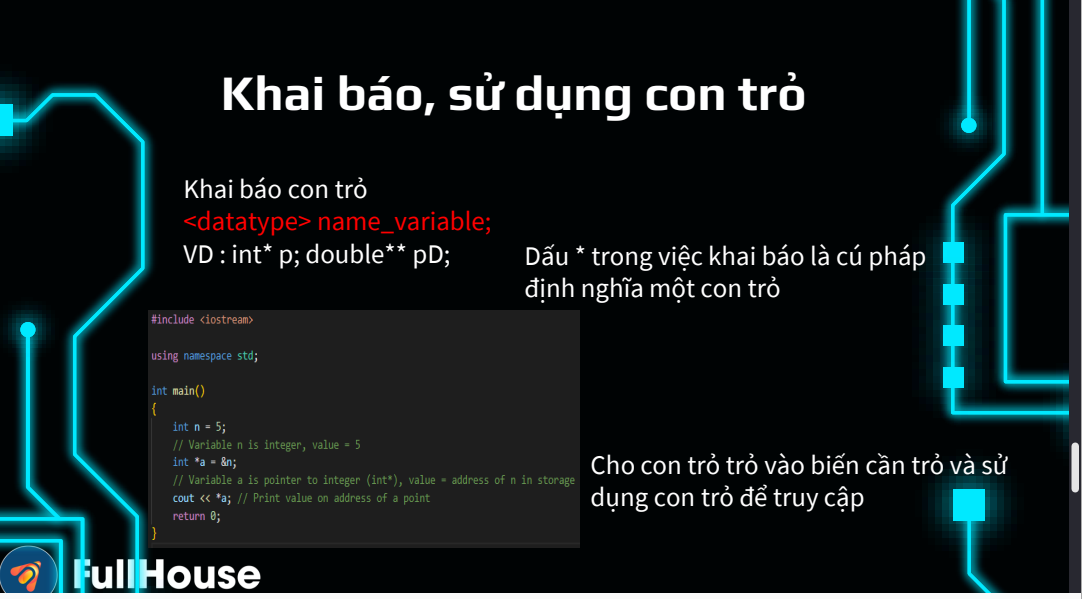 Khai báo, sử dụng con trỏ
Khai báo con trỏ
<datatype> name_variable;
VD : int* p; double** pD;
Dấu * trong việc khai báo là cú pháp
định nghĩa một con trỏ
#include <iostream>
using namespace std;
int main()
{
int n = 5;
// Variable n is integer, value = 5
int *a = &n;
// Variable a is pointer to integer (int*), value = address of n in storage
cout << *a; // Print value on address of a point
return 0;
}
Cho con trỏ trỏ vào biến cần trỏ và sử
dụng con trỏ để truy cập
FullHouse